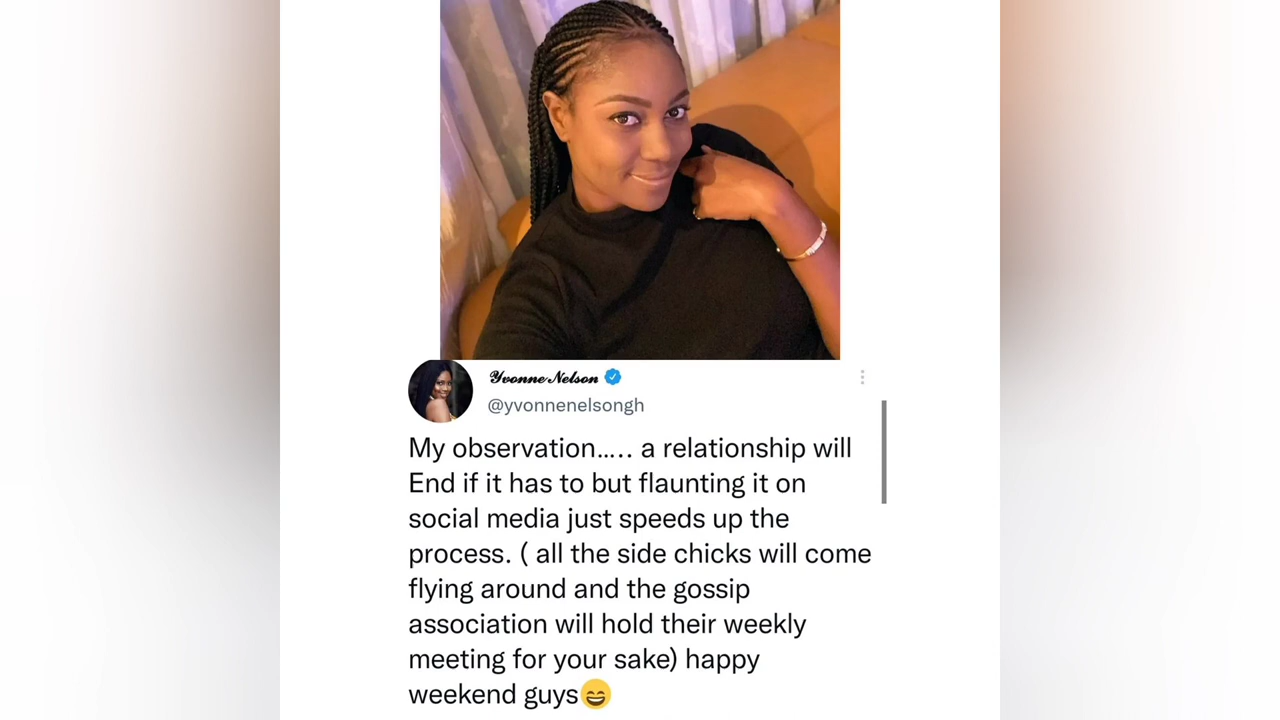 Yvonne Nelson
@yvonnenelsongh
My observation..... a relationship will
End if it has to but flaunting it on
social media just speeds up the
process. ( all the side chicks will come
flying around and the gossip
association will hold their weekly
meeting for your sake) happy
weekend guys😄